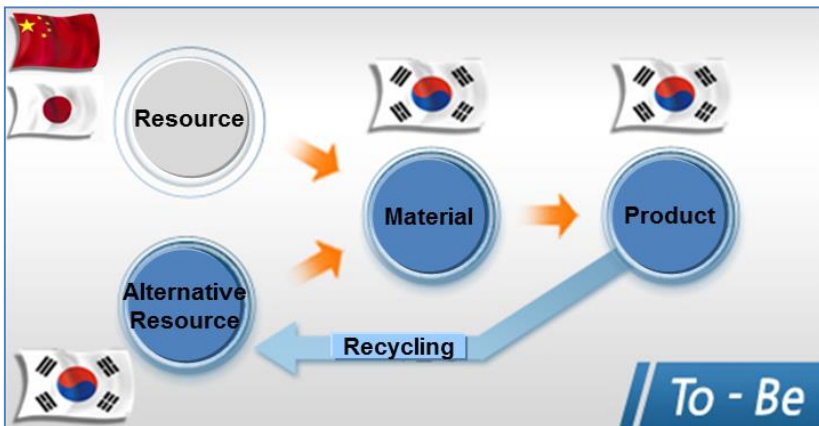 Resource
Material
Product
Alternative
Resource
Recycling
To - Be